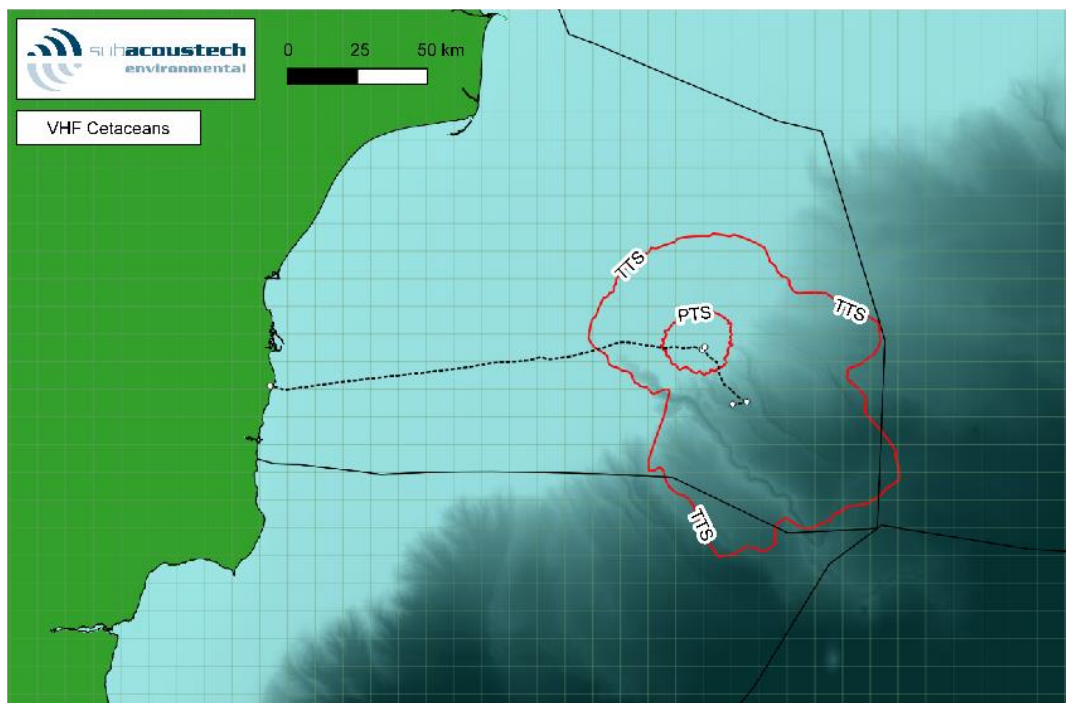 subacoustech
environmental
0 25 50 km
VHF Cetaceans
TTS
PTS
TTS
TTS